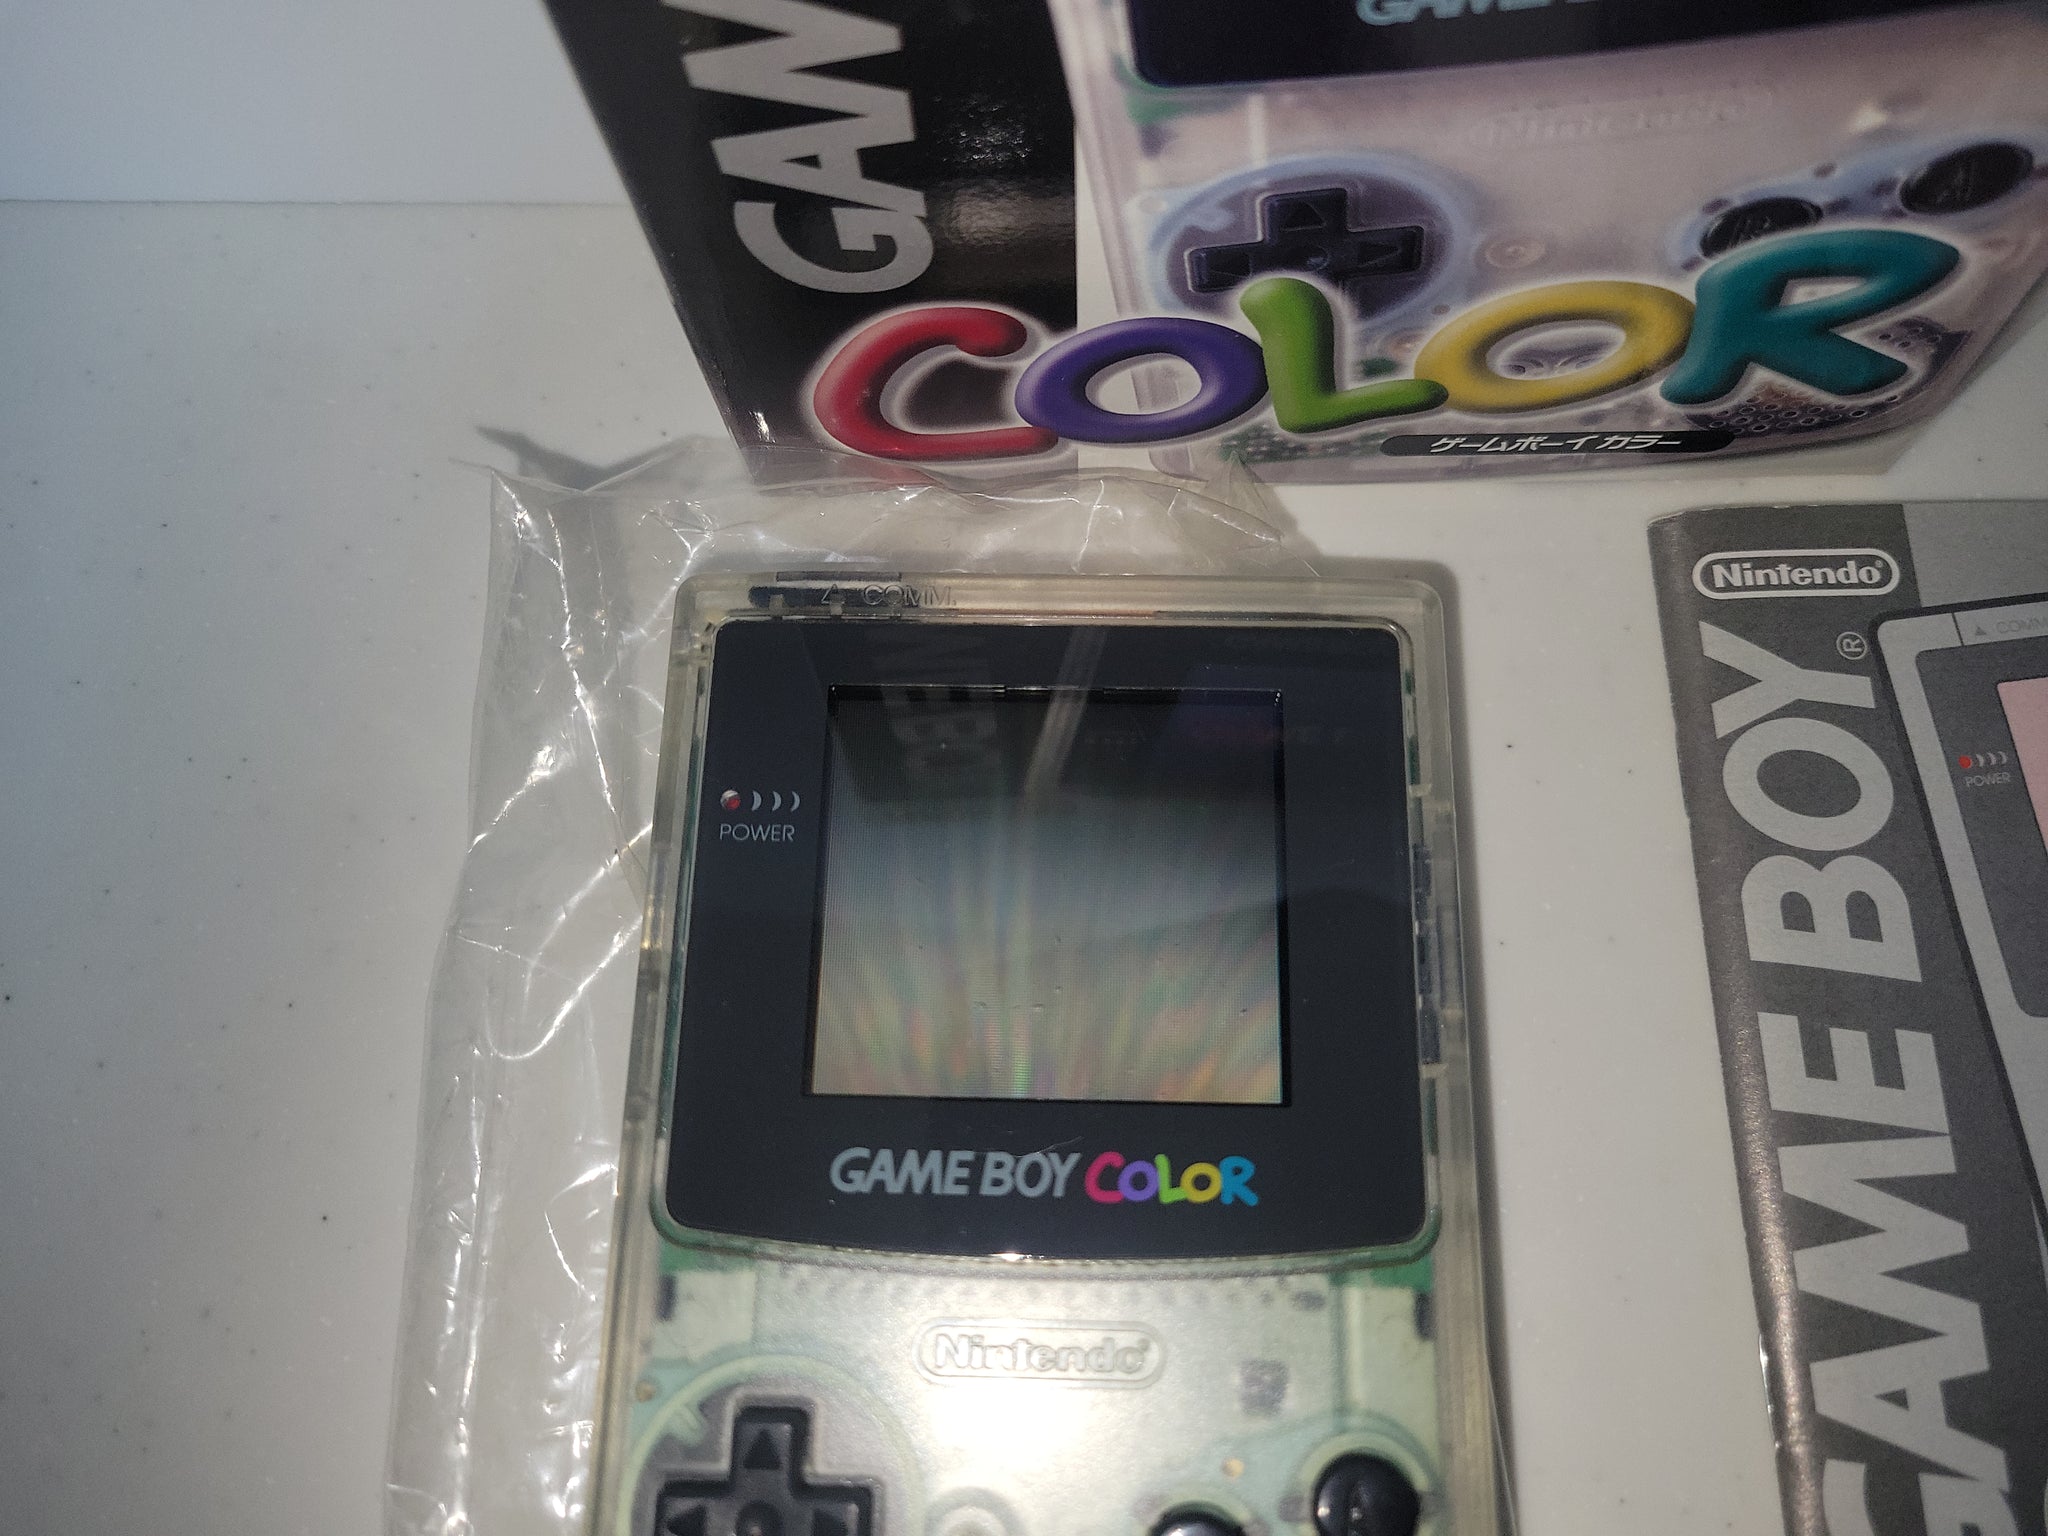 GAME
GAM
COLOR
ゲームボーイカラー
A
COMM.
POWER
GAME BOY COLOR
Nintendo®
Nintendo®
GAME BOY®
COMM
POWER